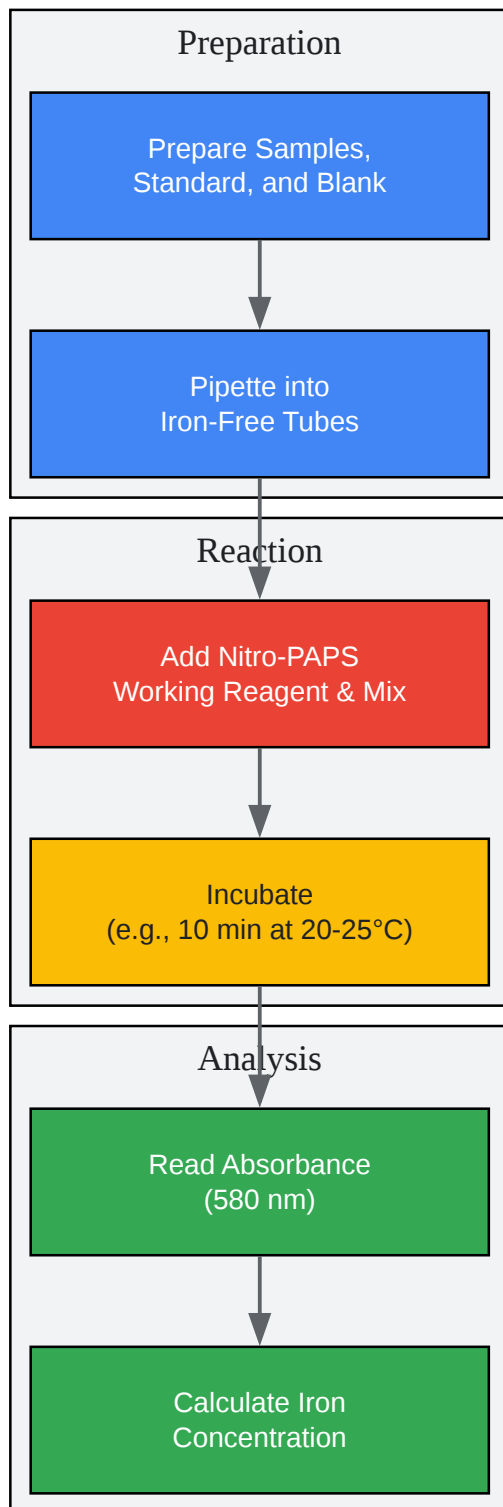 Preparation
Prepare Samples,
Standard, and Blank
Pipette into
Iron-Free Tubes
Reaction
Add Nitro-PAPS
Working Reagent & Mix
Incubate
(e.g., 10 min at 20-25°C)
Analysis
Read Absorbance
(580 nm)
Calculate Iron
Concentration